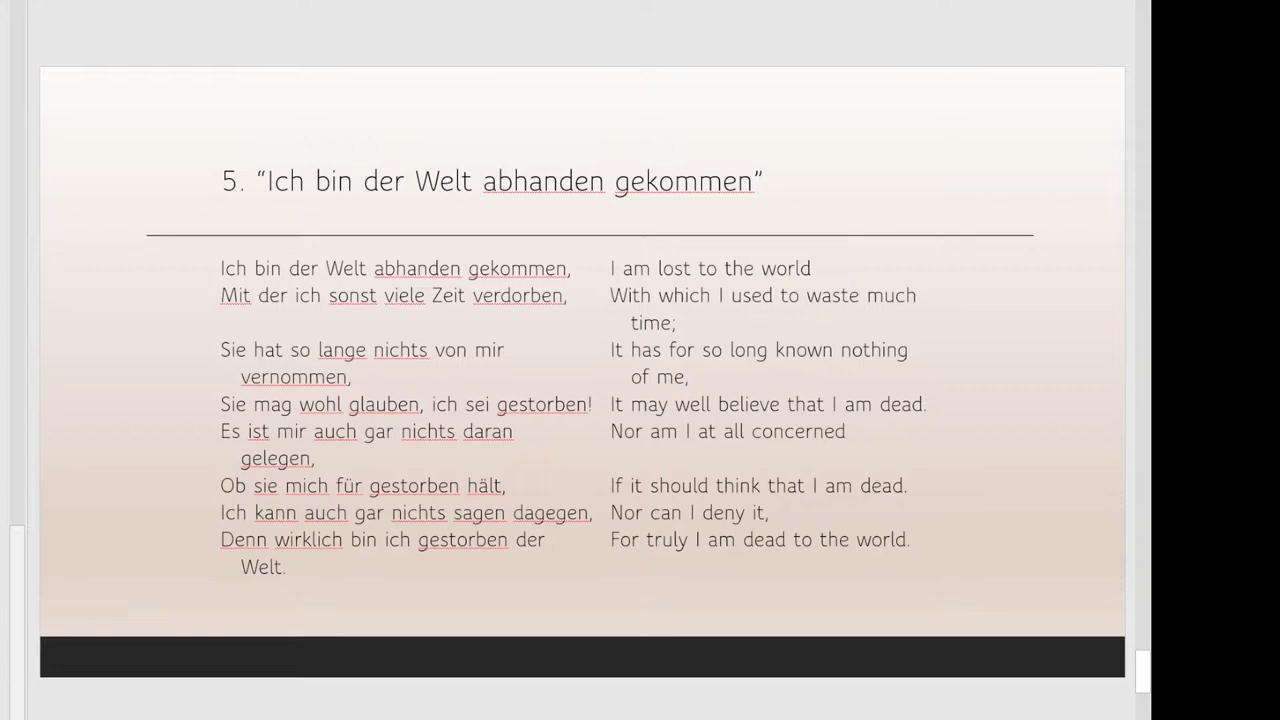 5. “Ich bin der Welt abhanden gekommen”
Ich bin der Welt abhanden gekommen,
Mit der ich sonst viele Zeit verdorben,
Sie hat so lange nichts von mir
vernommen,
Sie mag wohl glauben, ich sei gestorben!
Es ist mir auch gar nichts daran
gelegen,
Ob sie mich für gestorben hält,
Ich kann auch gar nichts sagen dagegen,
Denn wirklich bin ich gestorben der
Welt.
I am lost to the world
With which I used to waste much
time;
It has for so long known nothing
of me,
It may well believe that I am dead.
Nor am I at all concerned
If it should think that I am dead.
Nor can I deny it,
For truly I am dead to the world.